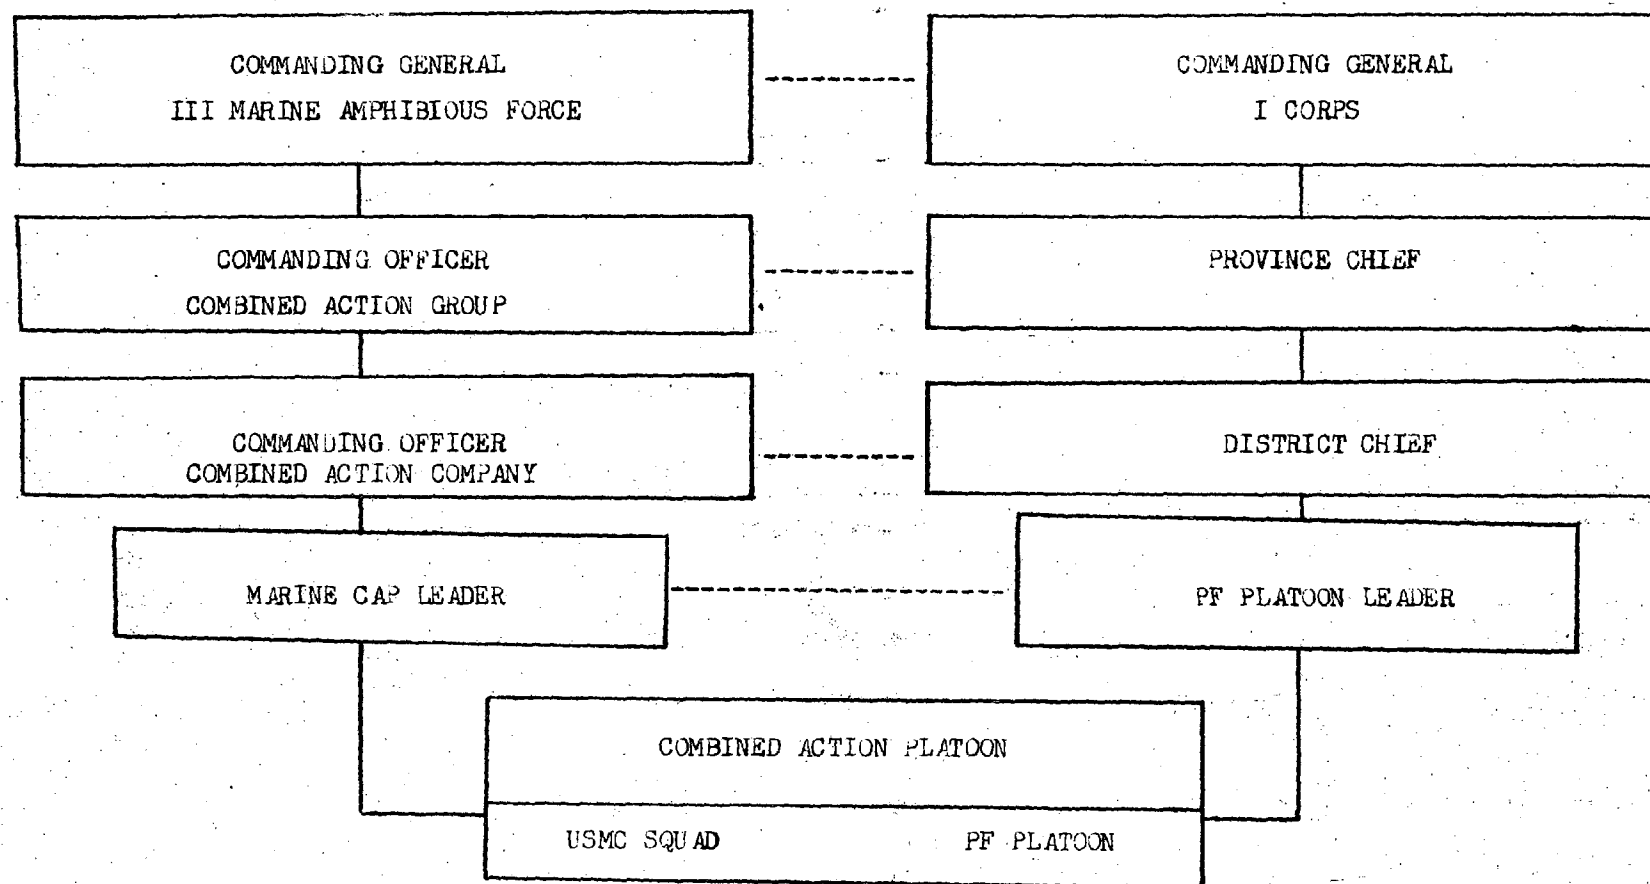 COMMANDING GENERAL
III MARINE AMPHIBIOUS FORCE
COMMANDING GENERAL
I CORPS
COMMANDING OFFICER
COMBINED ACTION GROUP
PROVINCE CHIEF
COMMANDING OFFICER
COMBINED ACTION COMPANY
DISTRICT CHIEF
MARINE CAP LEADER
PF PLATOON LEADER
COMBINED ACTION PLATOON
USMC SQUAD
PF PLATOON